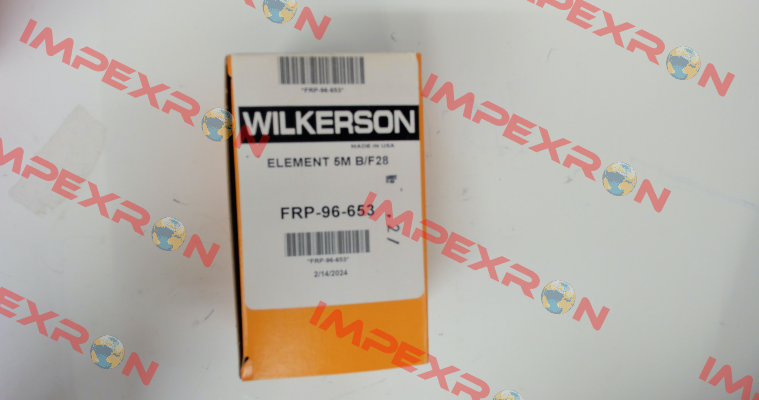 "FRP-96-653"
WILKERSON
MADE IN USA
ELEMENT 5M B/F28
FRP-96-653
"FRP-96-653"
2/14/2024
IMPEXRON
IMPEXRON
IMPEXRON
IMPEXRON
IMPEXRON
IMPEXRON
IMPEXRON